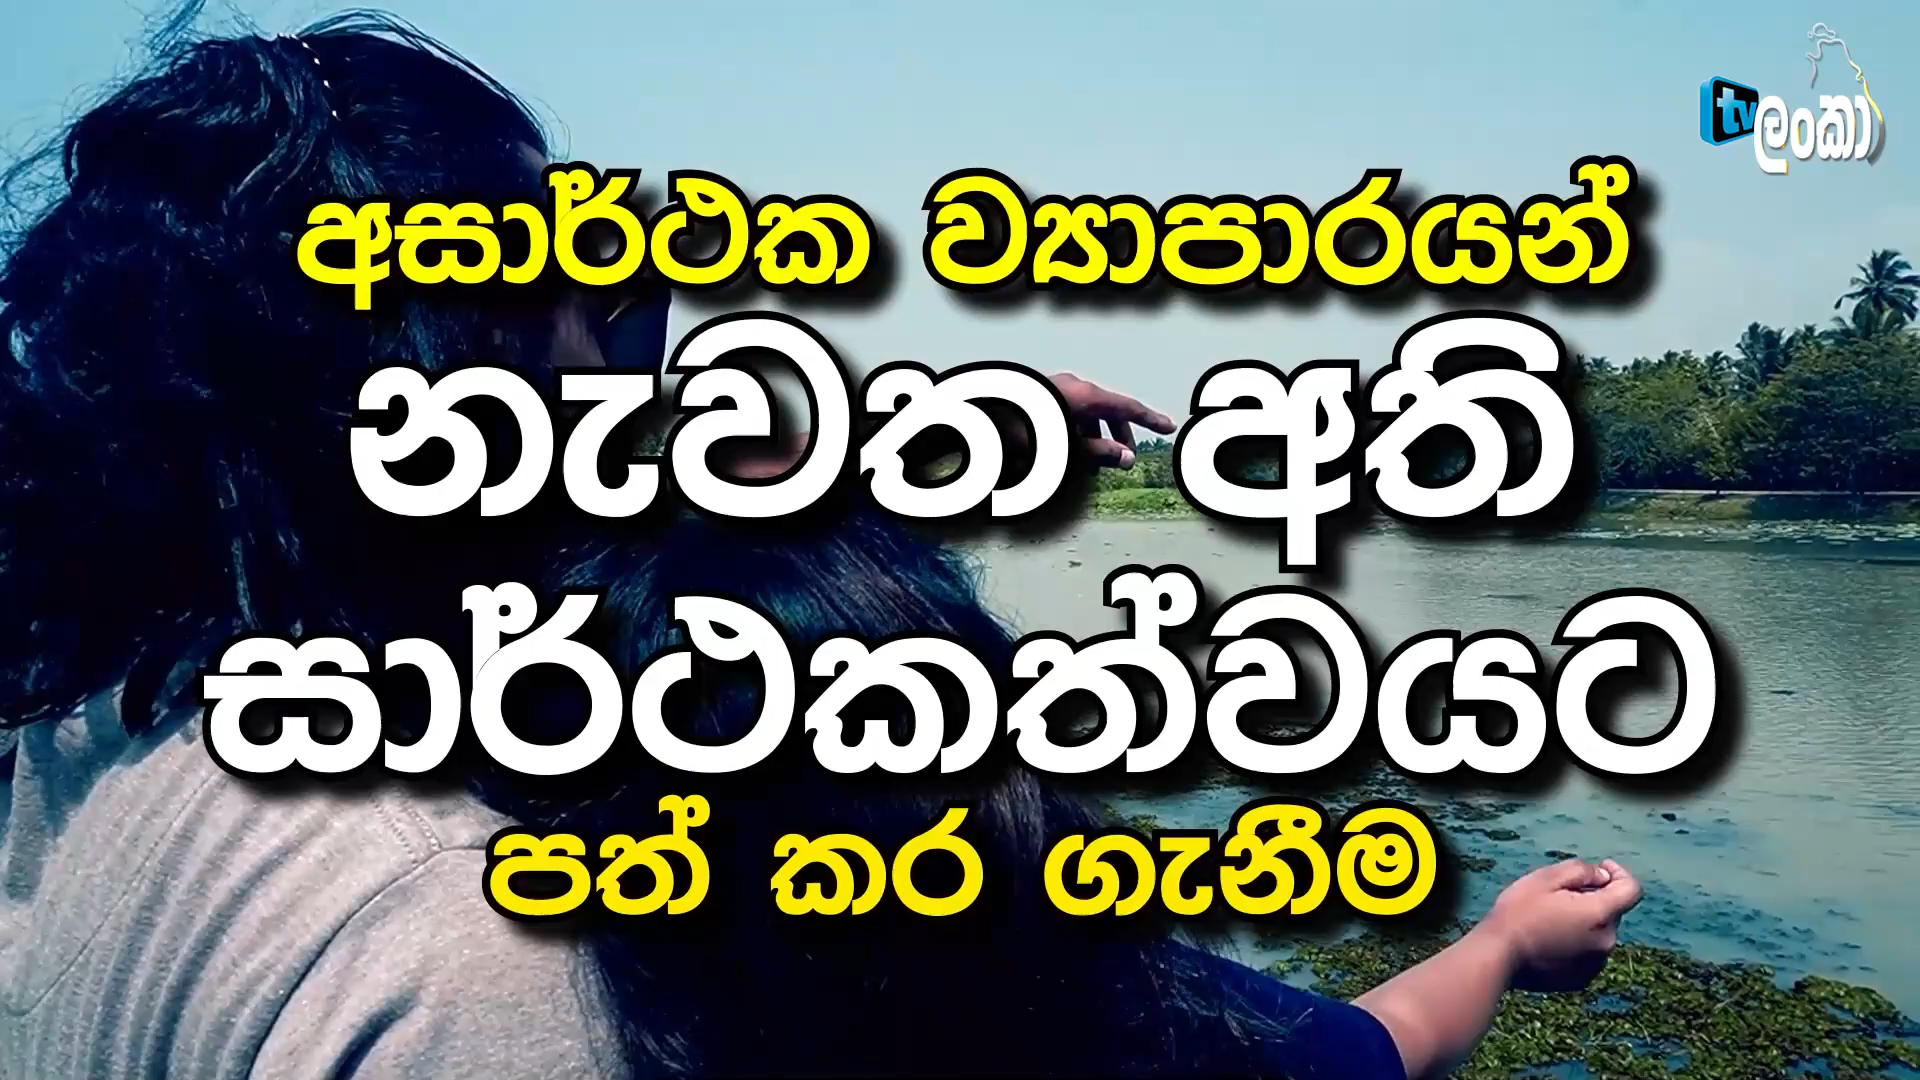 tv ලංකා
අසාර්ථක ව්‍යාපාරයන්
නැවත අති
සාර්ථකත්වයට
පත් කර ගැනීම